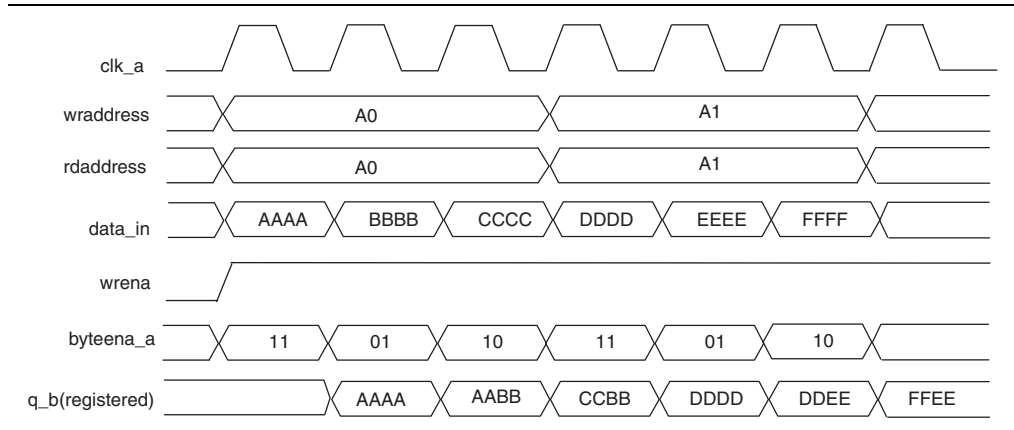 clk_a
wraddress A0 A1
rdaddress A0 A1
data_in AAAA BBBB CCCC DDDD EEEE FFFF
wrena
byteena_a 11 01 10 11 01 10
q_b(registered) AAAA AABB CCBB DDDD DDEE FFEE